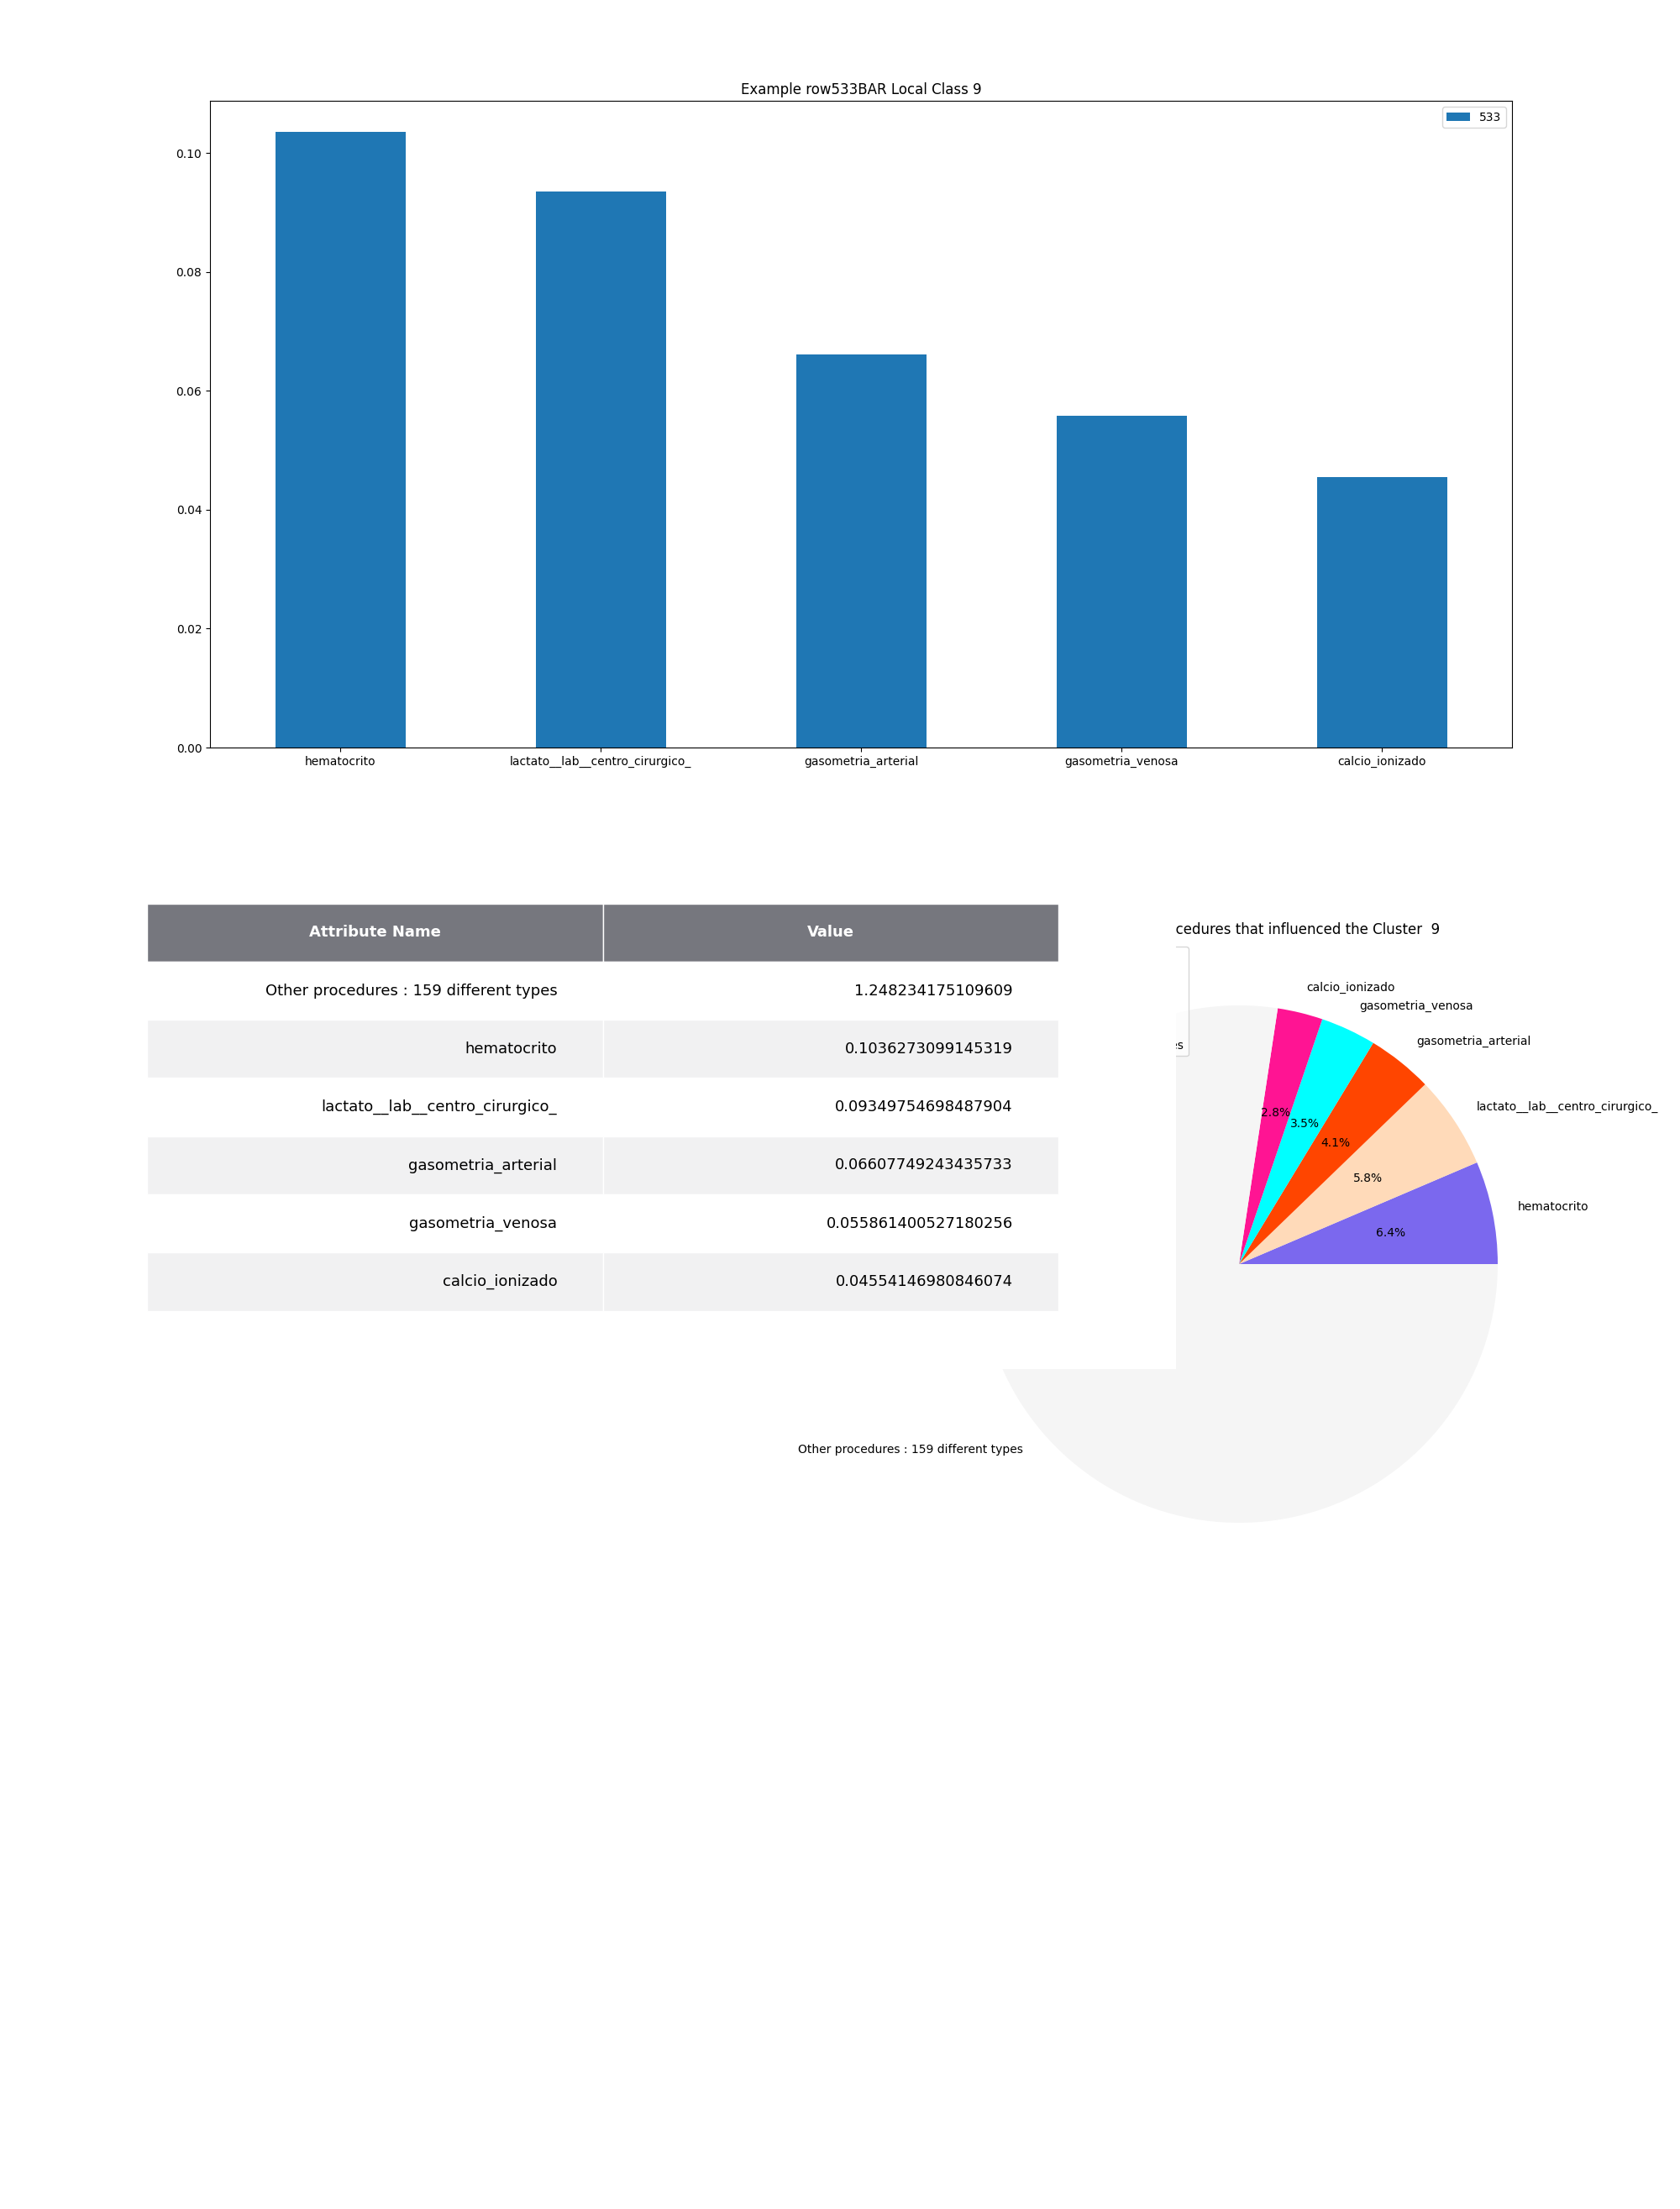 Example row533BAR Local Class 9
533
0.10
0.08
0.06
0.04
0.02
0.00
hematocrito lactato__lab__centro_cirurgico_ gasometria_arterial gasometria_venosa calcio_ionizado
Attribute Name Value
Other procedures : 159 different types 1.248234175109609
hematocrito 0.1036273099145319
lactato__lab__centro_cirurgico_ 0.09349754698487904
gasometria_arterial 0.06607749243435733
gasometria_venosa 0.055861400527180256
calcio_ionizado 0.04554146980846074
cedures that influenced the Cluster 9
calcio_ionizado
gasometria_venosa
gasometria_arterial
es
lactato__lab__centro_cirurgico_
2.8%
3.5%
4.1%
5.8%
hematocrito
6.4%
Other procedures : 159 different types